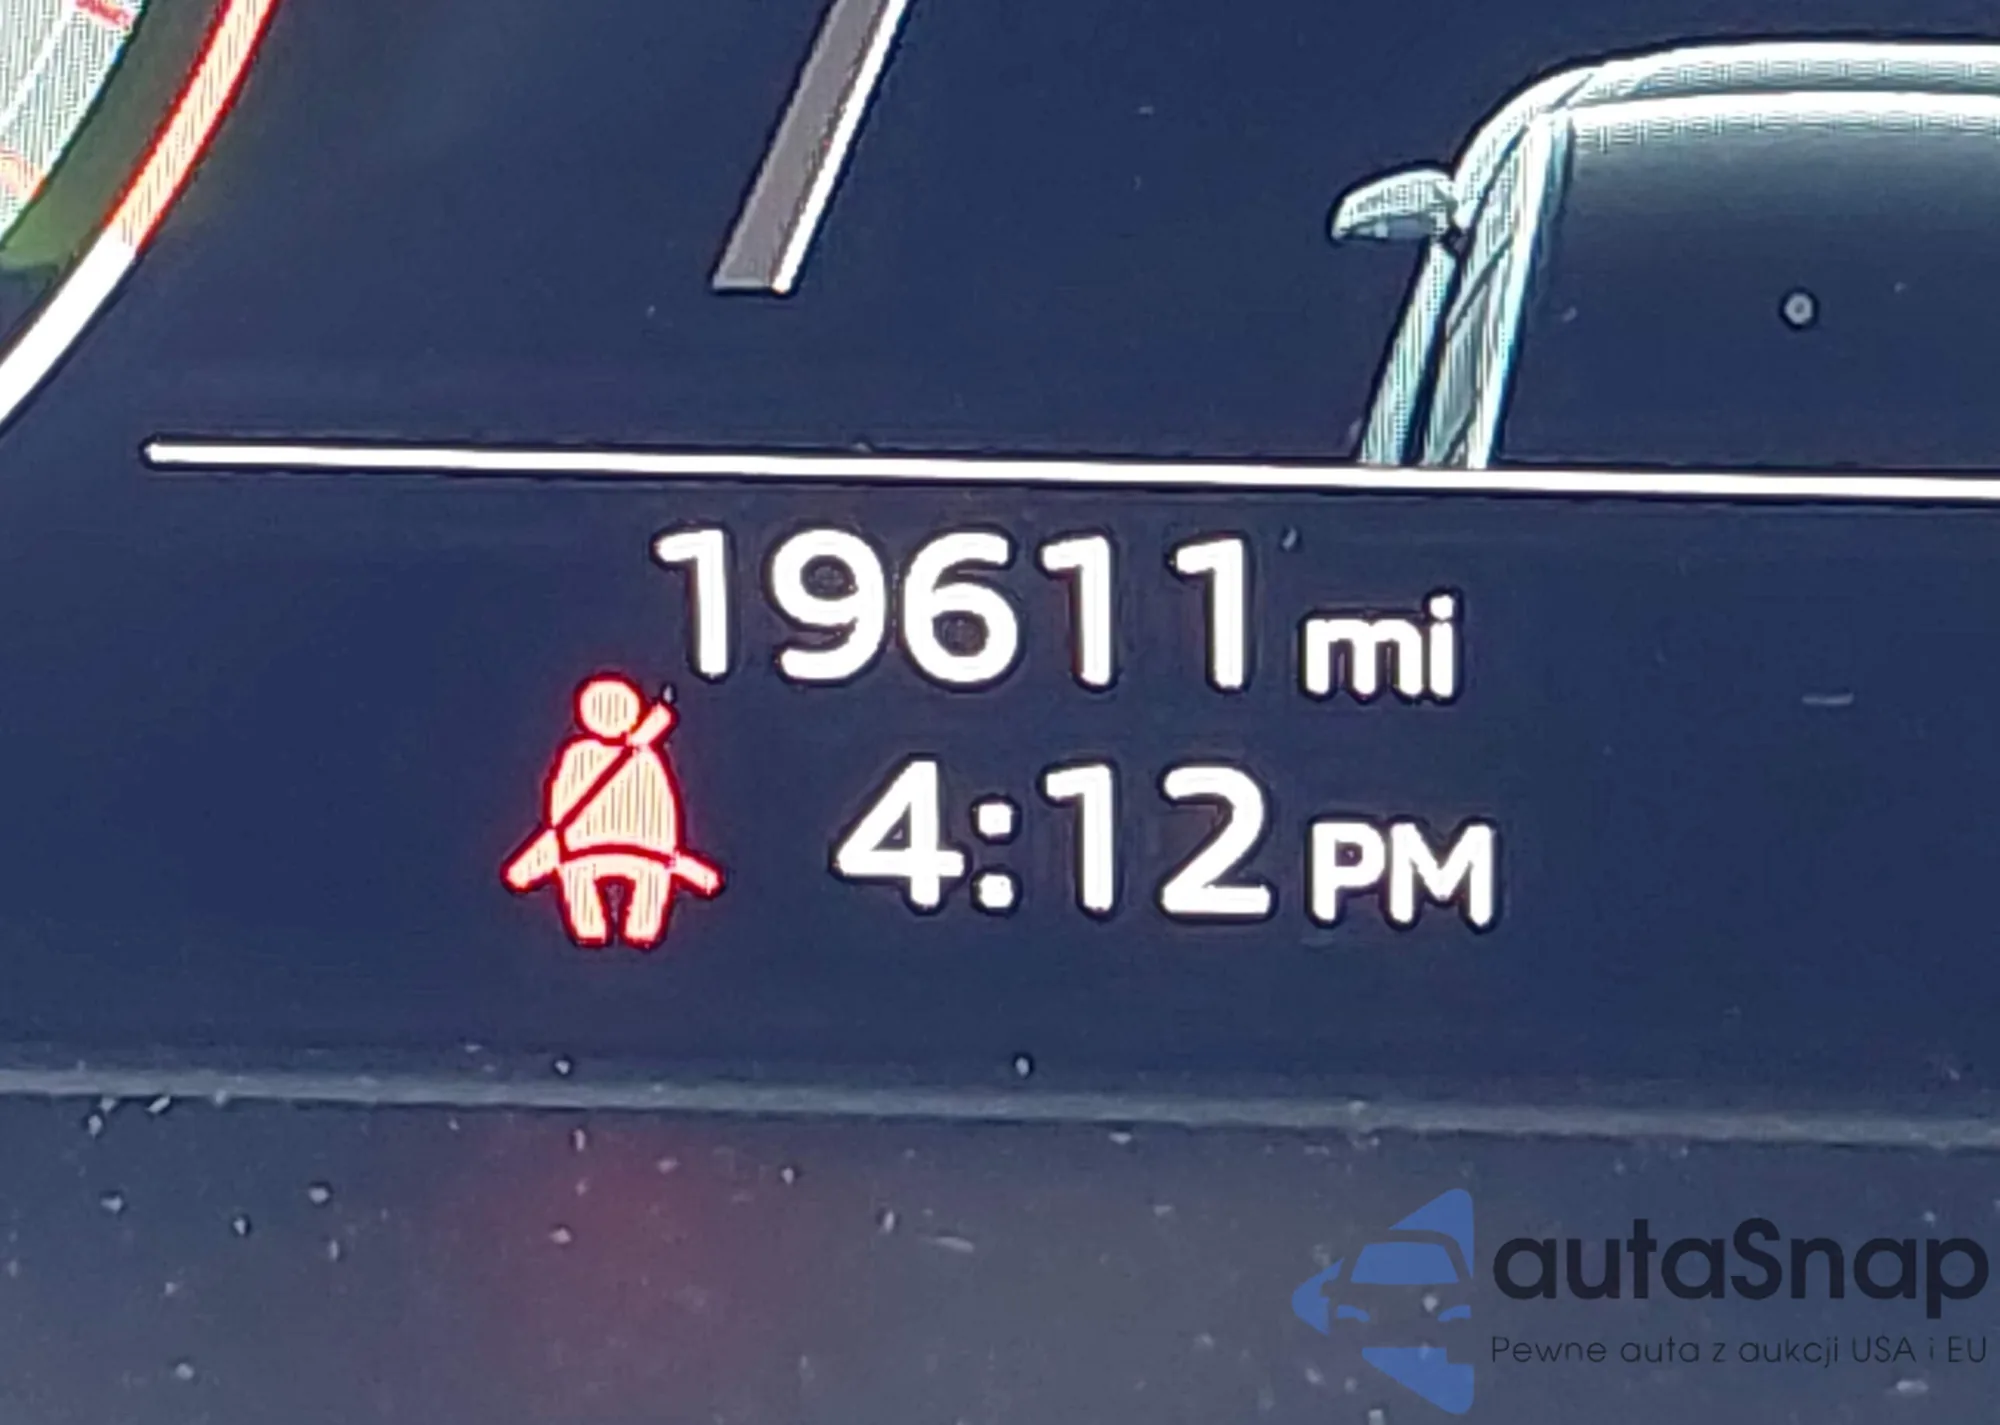 19611 mi
4:12 PM
autaSnap
Pewne auta z aukcji USA i EU